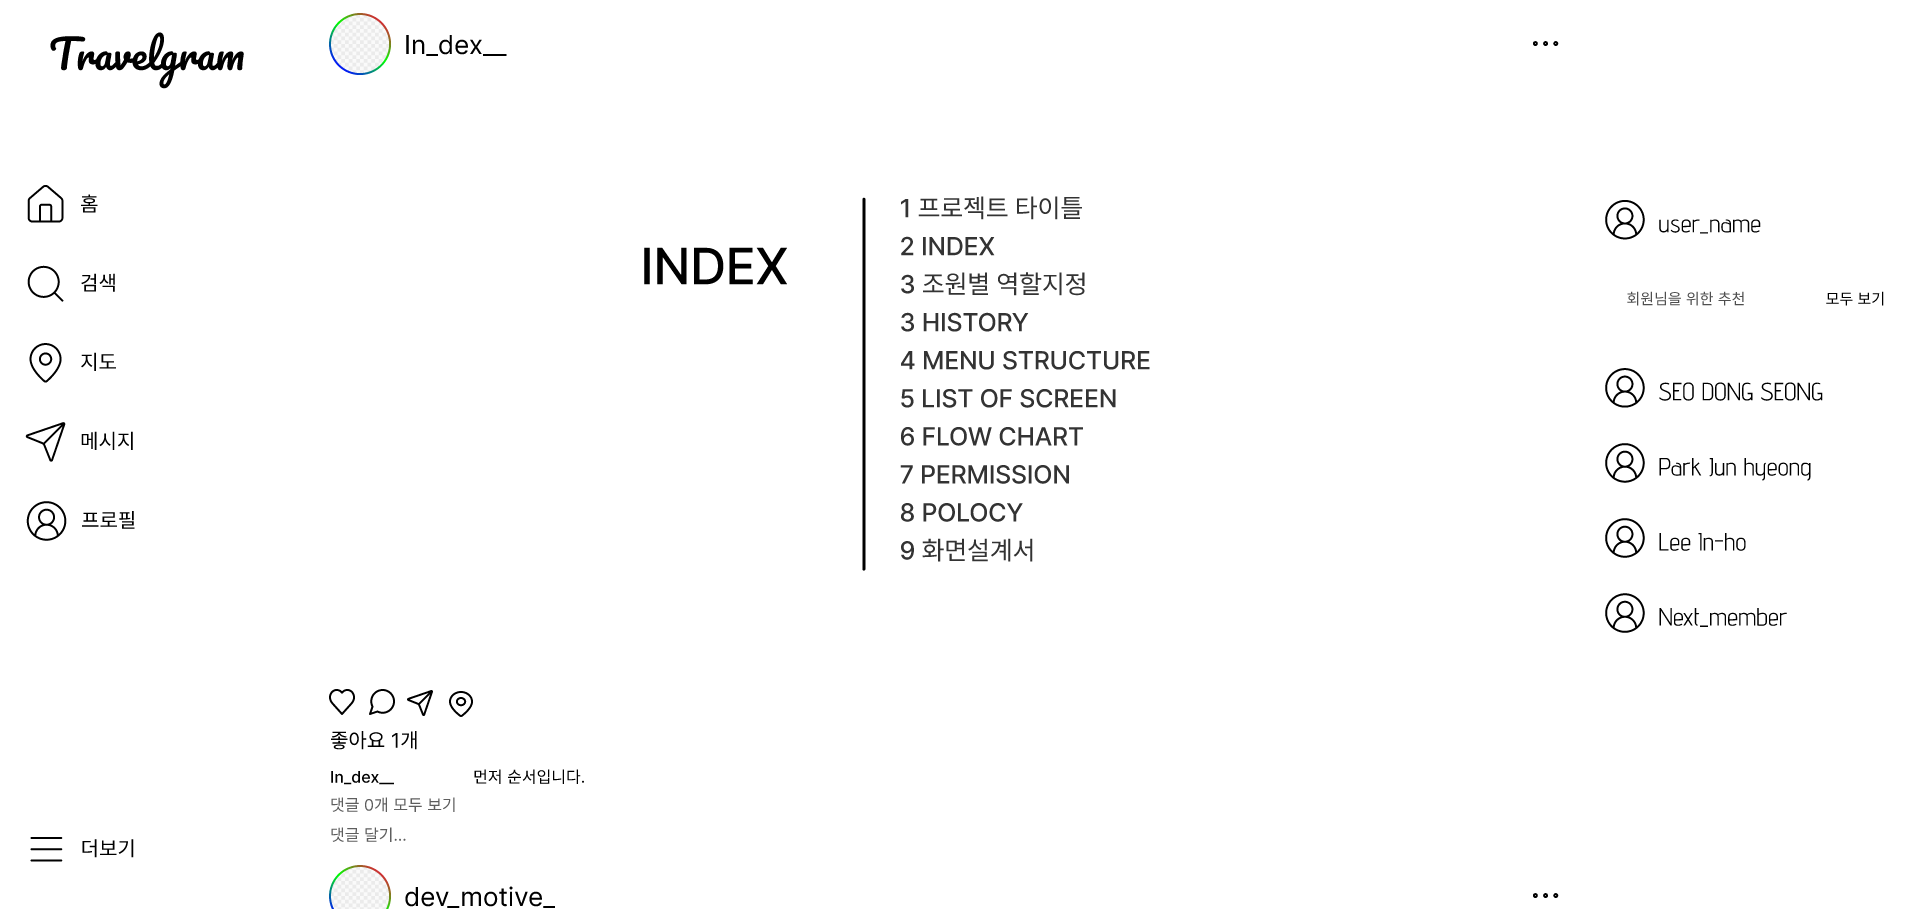 Travelgram
홈
검색
지도
메시지
프로필
더보기
In_dex__
INDEX
1 프로젝트 타이틀
2 INDEX
3 조원별 역할지정
3 HISTORY
4 MENU STRUCTURE
5 LIST OF SCREEN
6 FLOW CHART
7 PERMISSION
8 POLOCY
9 화면설계서
좋아요 1개
In_dex__ 먼저 순서입니다.
댓글 0개 모두 보기
댓글 달기...
dev_motive_
user_name
회원님을 위한 추천 모두 보기
SEO DONG SEONG
Park Jun hyeong
Lee In-ho
Next_member